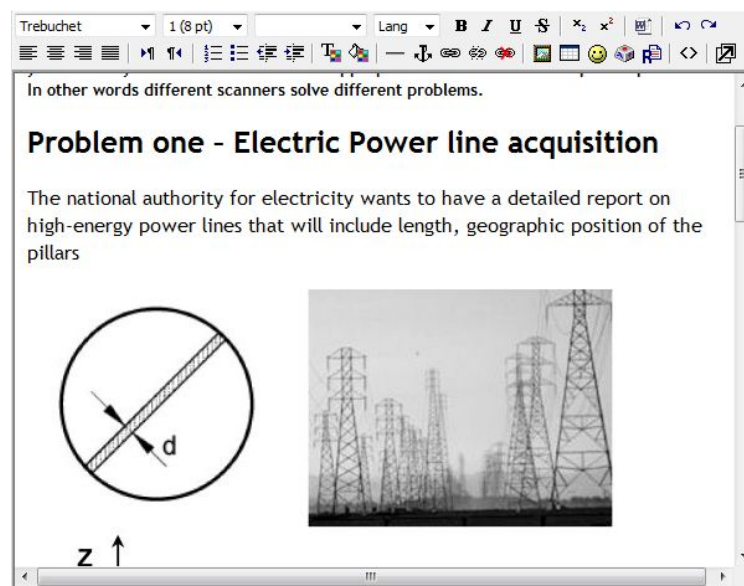 Trebuchet 1 (8 pt) Lang B I U S ×₂ x²
In other words different scanners solve different problems.
Problem one - Electric Power line acquisition
The national authority for electricity wants to have a detailed report on
high-energy power lines that will include length, geographic position of the
pillars
d
Z